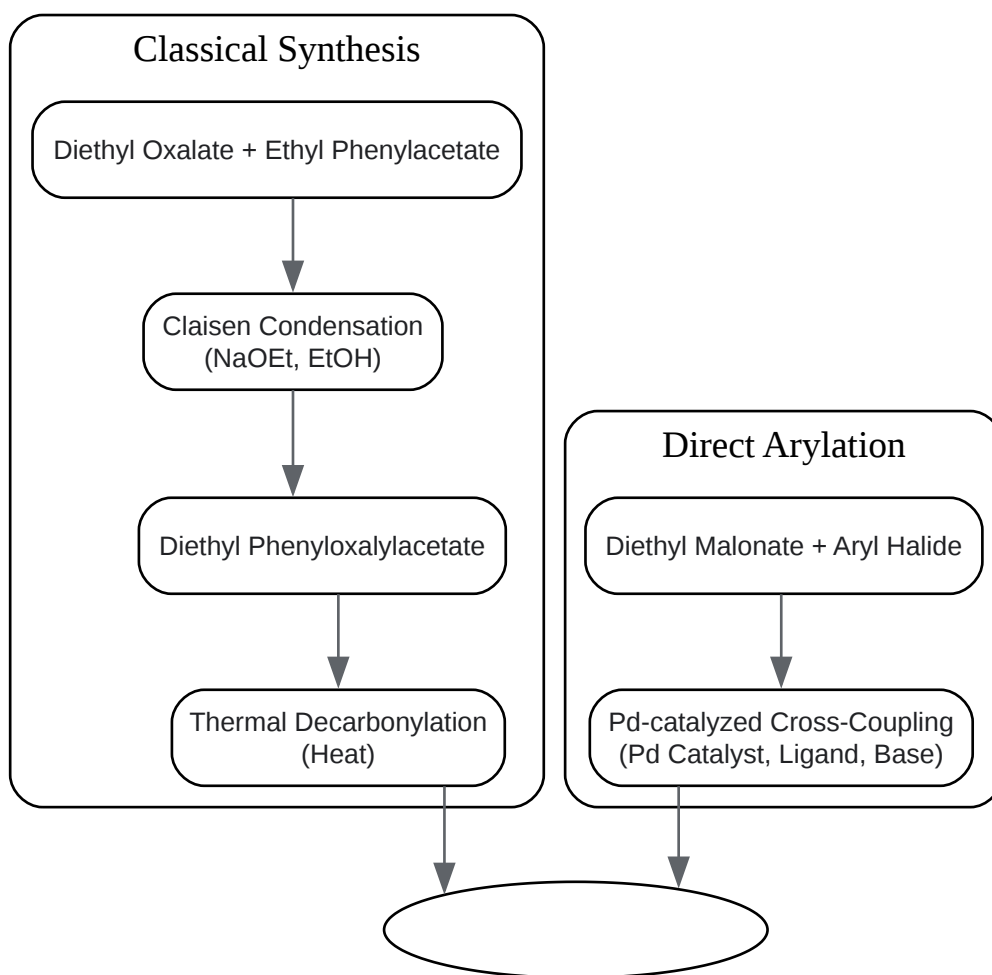 Classical Synthesis
Diethyl Oxalate + Ethyl Phenylacetate
Claisen Condensation
(NaOEt, EtOH)
Diethyl Phenyloxalylacetate
Thermal Decarbonylation
(Heat)
Direct Arylation
Diethyl Malonate + Aryl Halide
Pd-catalyzed Cross-Coupling
(Pd Catalyst, Ligand, Base)